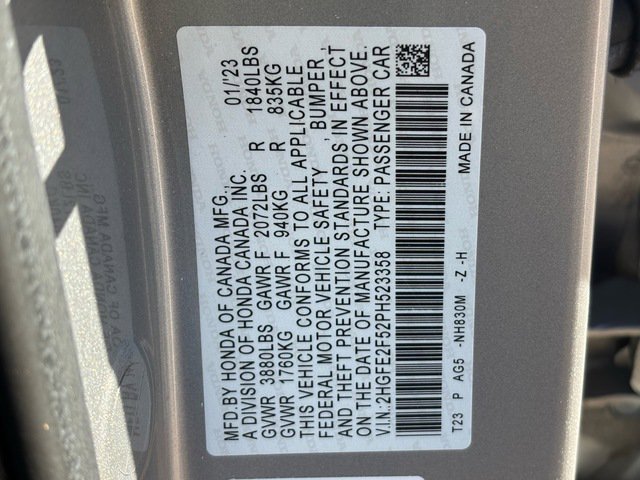 MFD.BY HONDA OF CANADA MFG., 01/23
A DIVISION OF HONDA CANADA INC.
GVWR 3880LBS GAWR F 2072LBS R 1840LBS
GVWR 1760KG GAWR F 940KG R 835KG
THIS VEHICLE CONFORMS TO ALL APPLICABLE
FEDERAL MOTOR VEHICLE SAFETY , BUMPER,
AND THEFT PREVENTION STANDARDS IN EFFECT
ON THE DATE OF MANUFACTURE SHOWN ABOVE.
V.I.N: 2HGFE2F52PH523358 TYPE: PASSENGER CAR
T23 P AG5 -NH830M -Z -H MADE IN CANADA